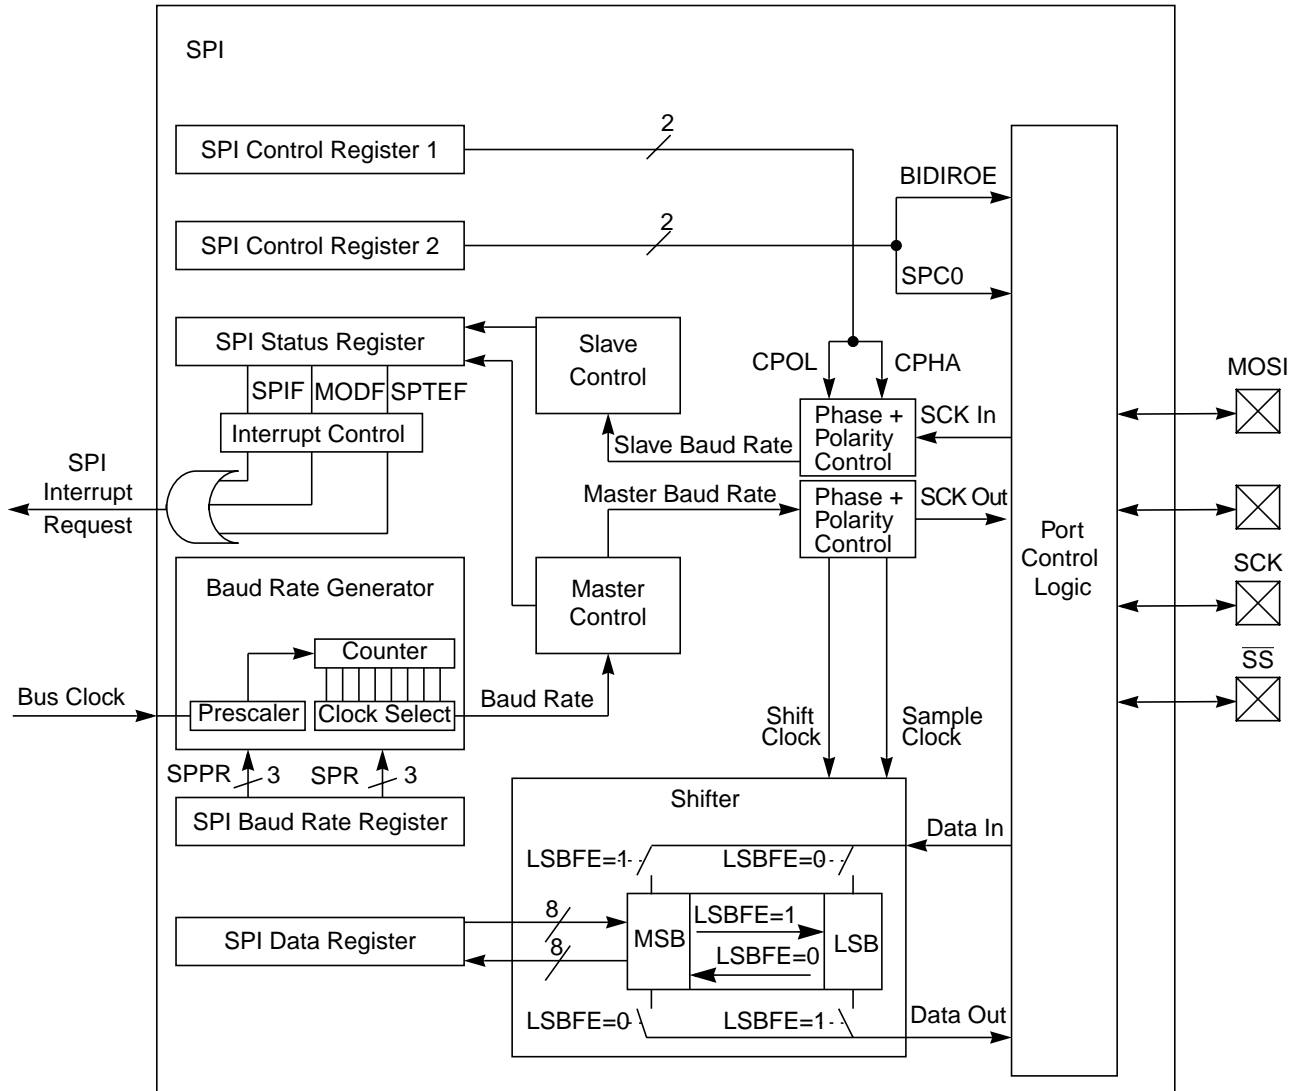 SPI
SPI Control Register 1
2
BIDIROE
SPI Control Register 2
2
SPC0
SPI Status Register
Slave
Control
CPOL
CPHA
MOSI
SPIF
MODF
SPTEF
Interrupt Control
Phase +
Polarity
Control
SCK In
Slave Baud Rate
SPI
Interrupt
Request
Master Baud Rate
Phase +
Polarity
Control
SCK Out
Port
Control
Logic
SCK
Baud Rate Generator
Master
Control
Counter
SS
Bus Clock
Prescaler
Clock Select
Baud Rate
Shift
Clock
Sample
Clock
SPPR
3
SPR
3
SPI Baud Rate Register
Shifter
Data In
LSBFE=1
LSBFE=0
8
SPI Data Register
8
MSB
LSBFE=1
LSBFE=0
LSB
LSBFE=0
LSBFE=1
Data Out